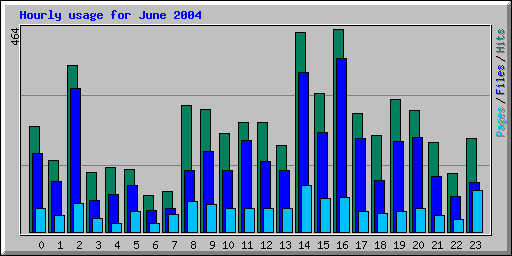 Hourly usage for June 2004
464
Pages/Files/Hits
0 1 2 3 4 5 6 7 8 9 10 11 12 13 14 15 16 17 18 19 20 21 22 23